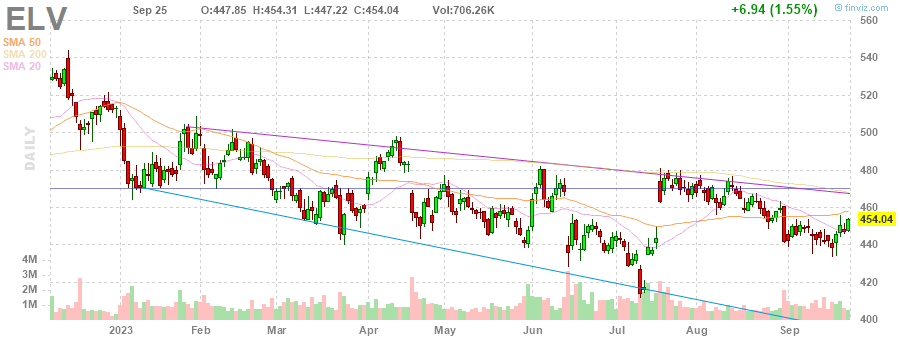 ELV Sep 25 O:447.85 H:454.31 L:447.22 C:454.04 Vol:706.26K +6.94 (1.55%) © finviz.com
SMA 50
SMA 200
SMA 20
DAILY
560
540
520
500
480
460
454.04
440
420
400
4M
3M
2M
1M
2023 Feb Mar Apr May Jun Jul Aug Sep